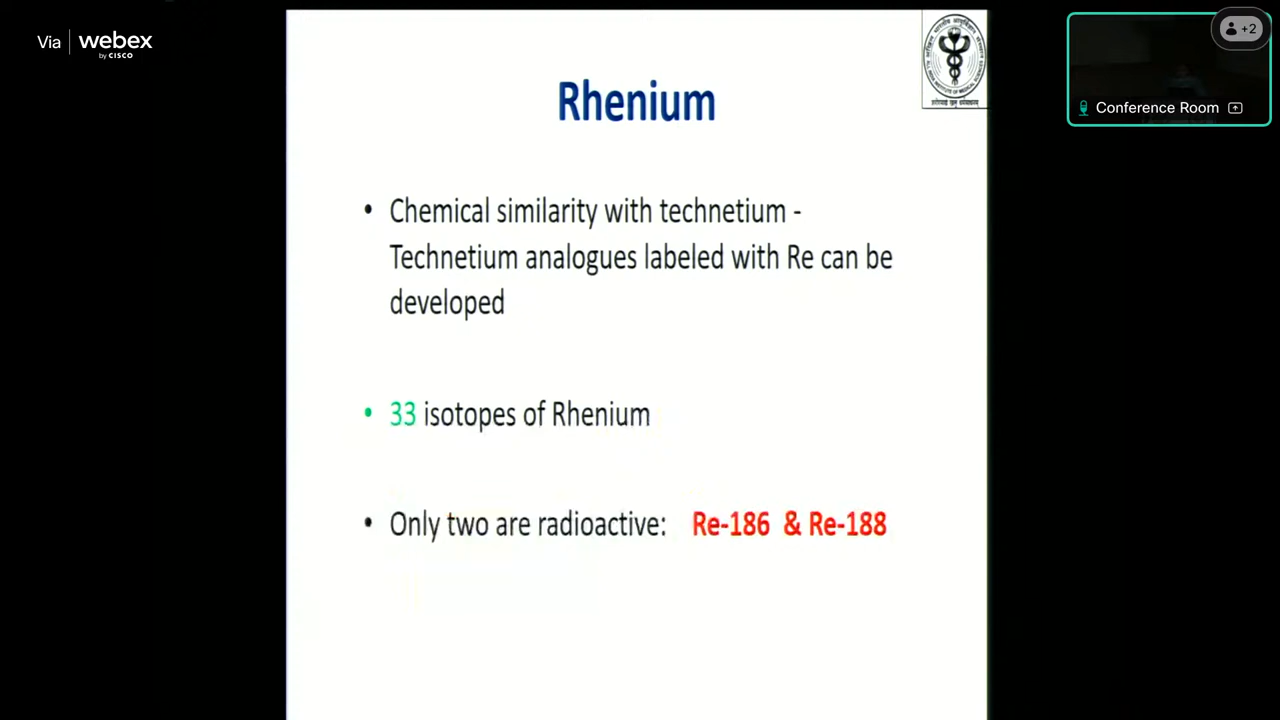 Via webex
by CISCO
+2
Conference Room
Rhenium
• Chemical similarity with technetium -
Technetium analogues labeled with Re can be
developed
• 33 isotopes of Rhenium
• Only two are radioactive: Re-186 & Re-188